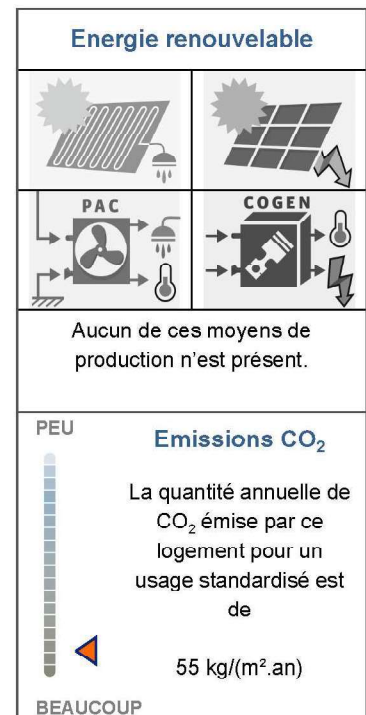 Energie renouvelable
PAC
COGEN
Aucun de ces moyens de
production n'est présent.
PEU
Emissions CO₂
La quantité annuelle de
CO₂ émise par ce
logement pour un
usage standardisé est
de
55 kg/(m².an)
BEAUCOUP